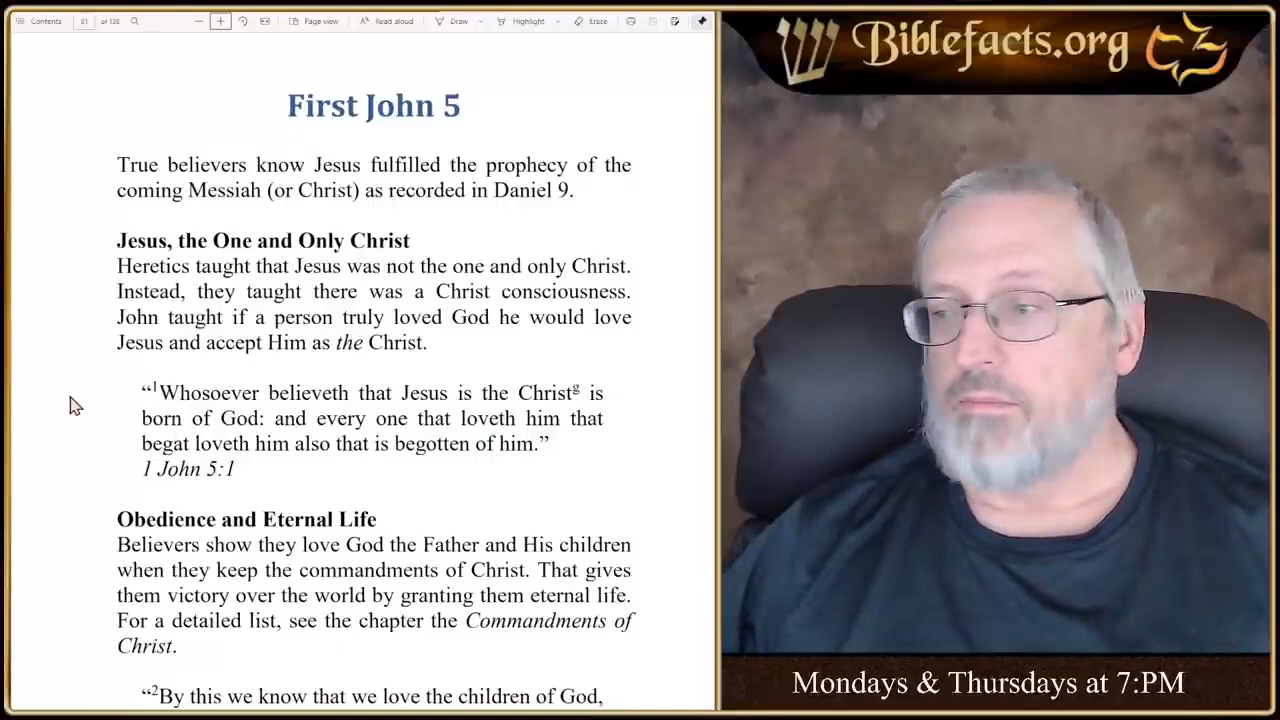 Contents
81
of 138
Page view
Read aloud
Draw
Highlight
Erase
First John 5
True believers know Jesus fulfilled the prophecy of the
coming Messiah (or Christ) as recorded in Daniel 9.
Jesus, the One and Only Christ
Heretics taught that Jesus was not the one and only Christ.
Instead, they taught there was a Christ consciousness.
John taught if a person truly loved God he would love
Jesus and accept Him as the Christ.
“1Whosoever believeth that Jesus is the Christg is
born of God: and every one that loveth him that
begat loveth him also that is begotten of him.”
1 John 5:1
Obedience and Eternal Life
Believers show they love God the Father and His children
when they keep the commandments of Christ. That gives
them victory over the world by granting them eternal life.
For a detailed list, see the chapter the Commandments of
Christ.
“2By this we know that we love the children of God,
Biblefacts.org
Mondays & Thursdays at 7:PM